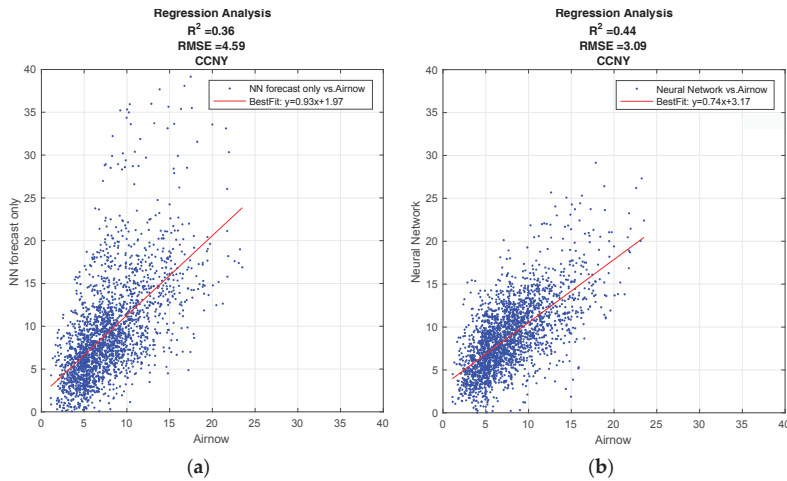 Regression Analysis
R² =0.36
RMSE =4.59
CCNY
NN forecast only vs.Airnow
BestFit: y=0.93x+1.97
NN forecast only
40
35
30
25
20
15
10
5
0
0 5 10 15 20 25 30 35 40
Airnow
(a)
Regression Analysis
R² =0.44
RMSE =3.09
CCNY
Neural Network vs.Airnow
BestFit: y=0.74x+3.17
Neural Network
40
35
30
25
20
15
10
5
0
0 5 10 15 20 25 30 35 40
Airnow
(b)